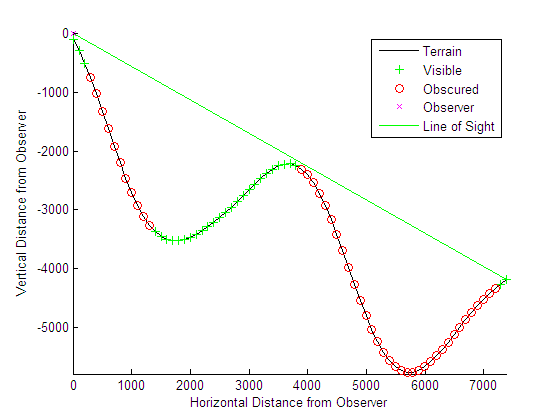 0
-1000
-2000
-3000
-4000
-5000
Vertical Distance from Observer
Terrain
Visible
Obscured
Observer
Line of Sight
0 1000 2000 3000 4000 5000 6000 7000
Horizontal Distance from Observer